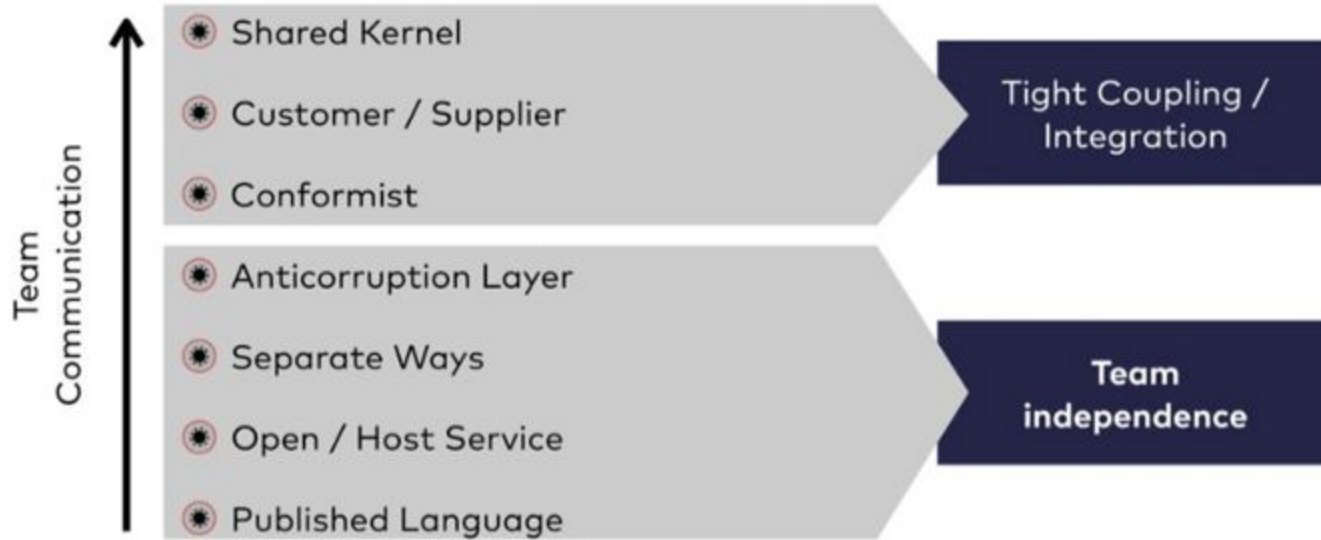 Team
Communication
Shared Kernel
Customer / Supplier
Conformist
Tight Coupling /
Integration
Anticorruption Layer
Separate Ways
Open / Host Service
Published Language
Team
independence